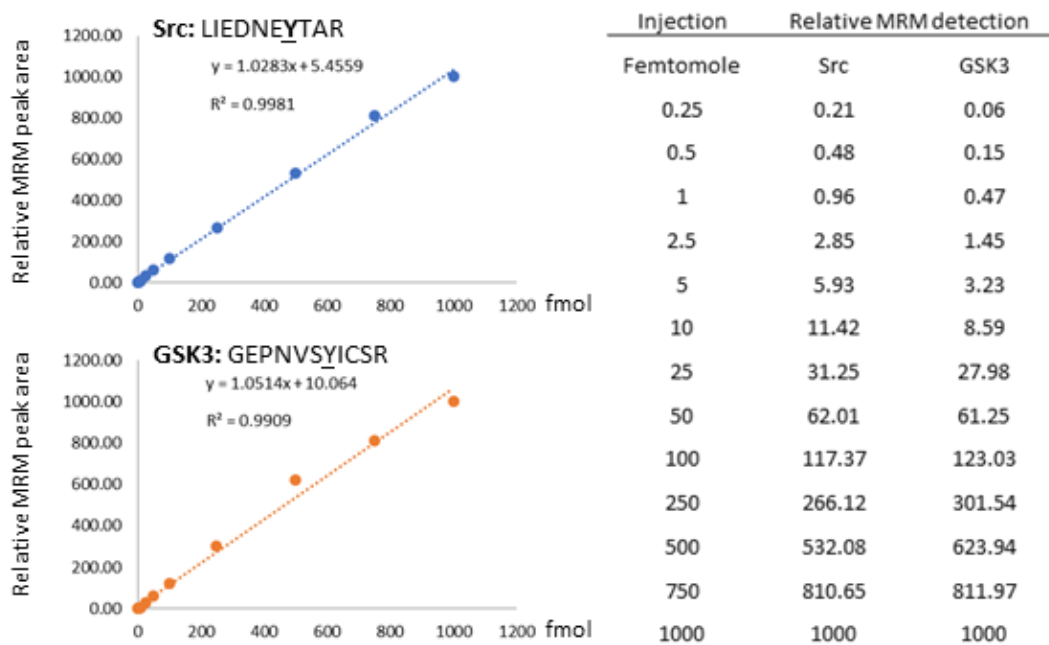 Src: LIEDNEYTAR
Relative MRM peak area
1200.00
1000.00
800.00
600.00
400.00
200.00
0.00
y = 1.0283x + 5.4559
R² = 0.9981
0 200 400 600 800 1000 1200 fmol
GSK3: GEPNVSYICSR
Relative MRM peak area
1200.00
1000.00
800.00
600.00
400.00
200.00
0.00
y = 1.0514x + 10.064
R² = 0.9909
0 200 400 600 800 1000 1200 fmol
Injection Relative MRM detection
Femtomole Src GSK3
0.25 0.21 0.06
0.5 0.48 0.15
1 0.96 0.47
2.5 2.85 1.45
5 5.93 3.23
10 11.42 8.59
25 31.25 27.98
50 62.01 61.25
100 117.37 123.03
250 266.12 301.54
500 532.08 623.94
750 810.65 811.97
1000 1000 1000